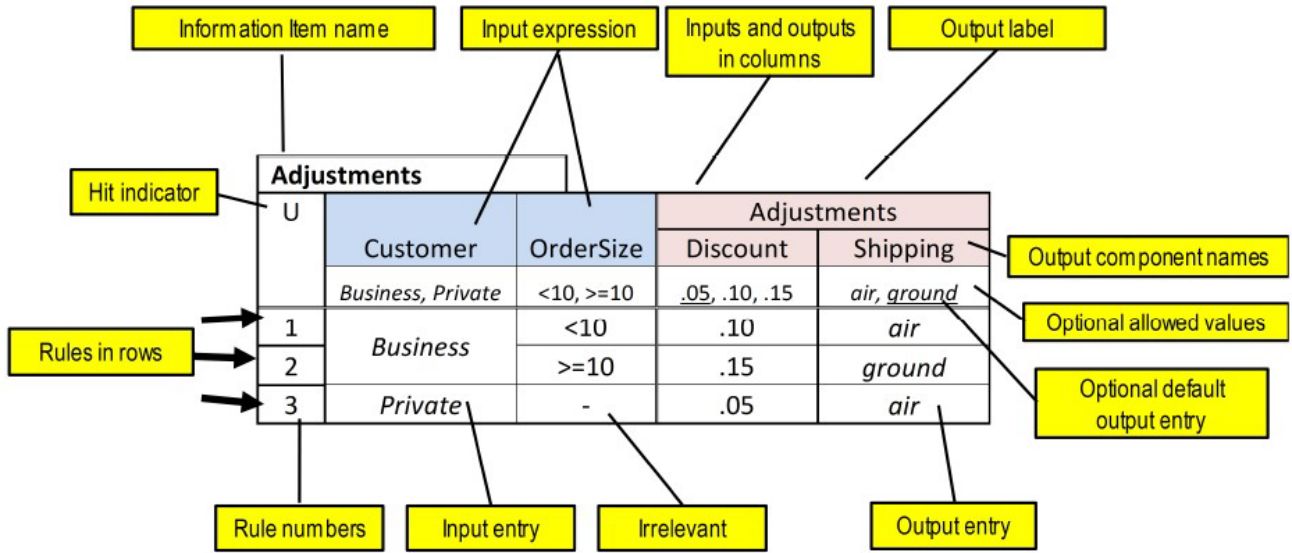 Information Item name
Input expression
Inputs and outputs
in columns
Output label
Adjustments
Hit indicator
U
Adjustments
Customer
OrderSize
Discount
Shipping
Output component names
Business, Private
<10, >=10
.05, .10, .15
air, ground
Optional allowed values
Rules in rows
1
Business
<10
.10
air
2
>=10
.15
ground
3
Private
-
.05
air
Optional default
output entry
Rule numbers
Input entry
Irrelevant
Output entry